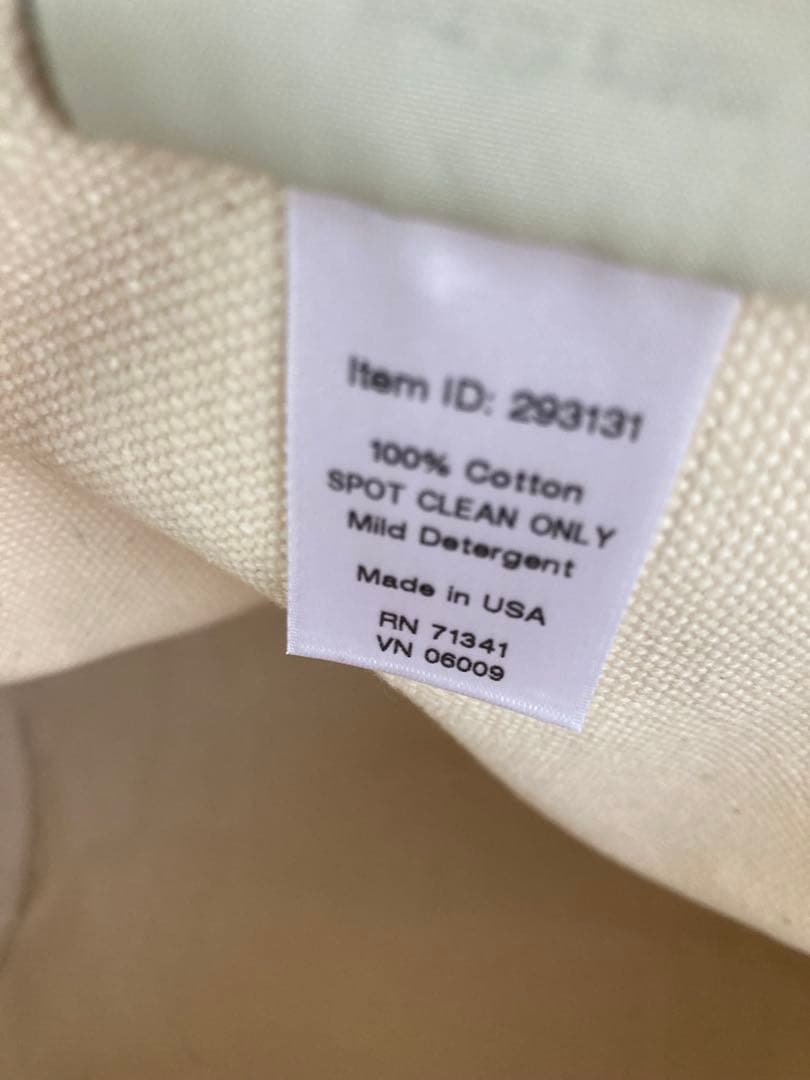 Item ID: 293131
100% Cotton
SPOT CLEAN ONLY
Mild Detergent
Made in USA
RN 71341
VN 06009